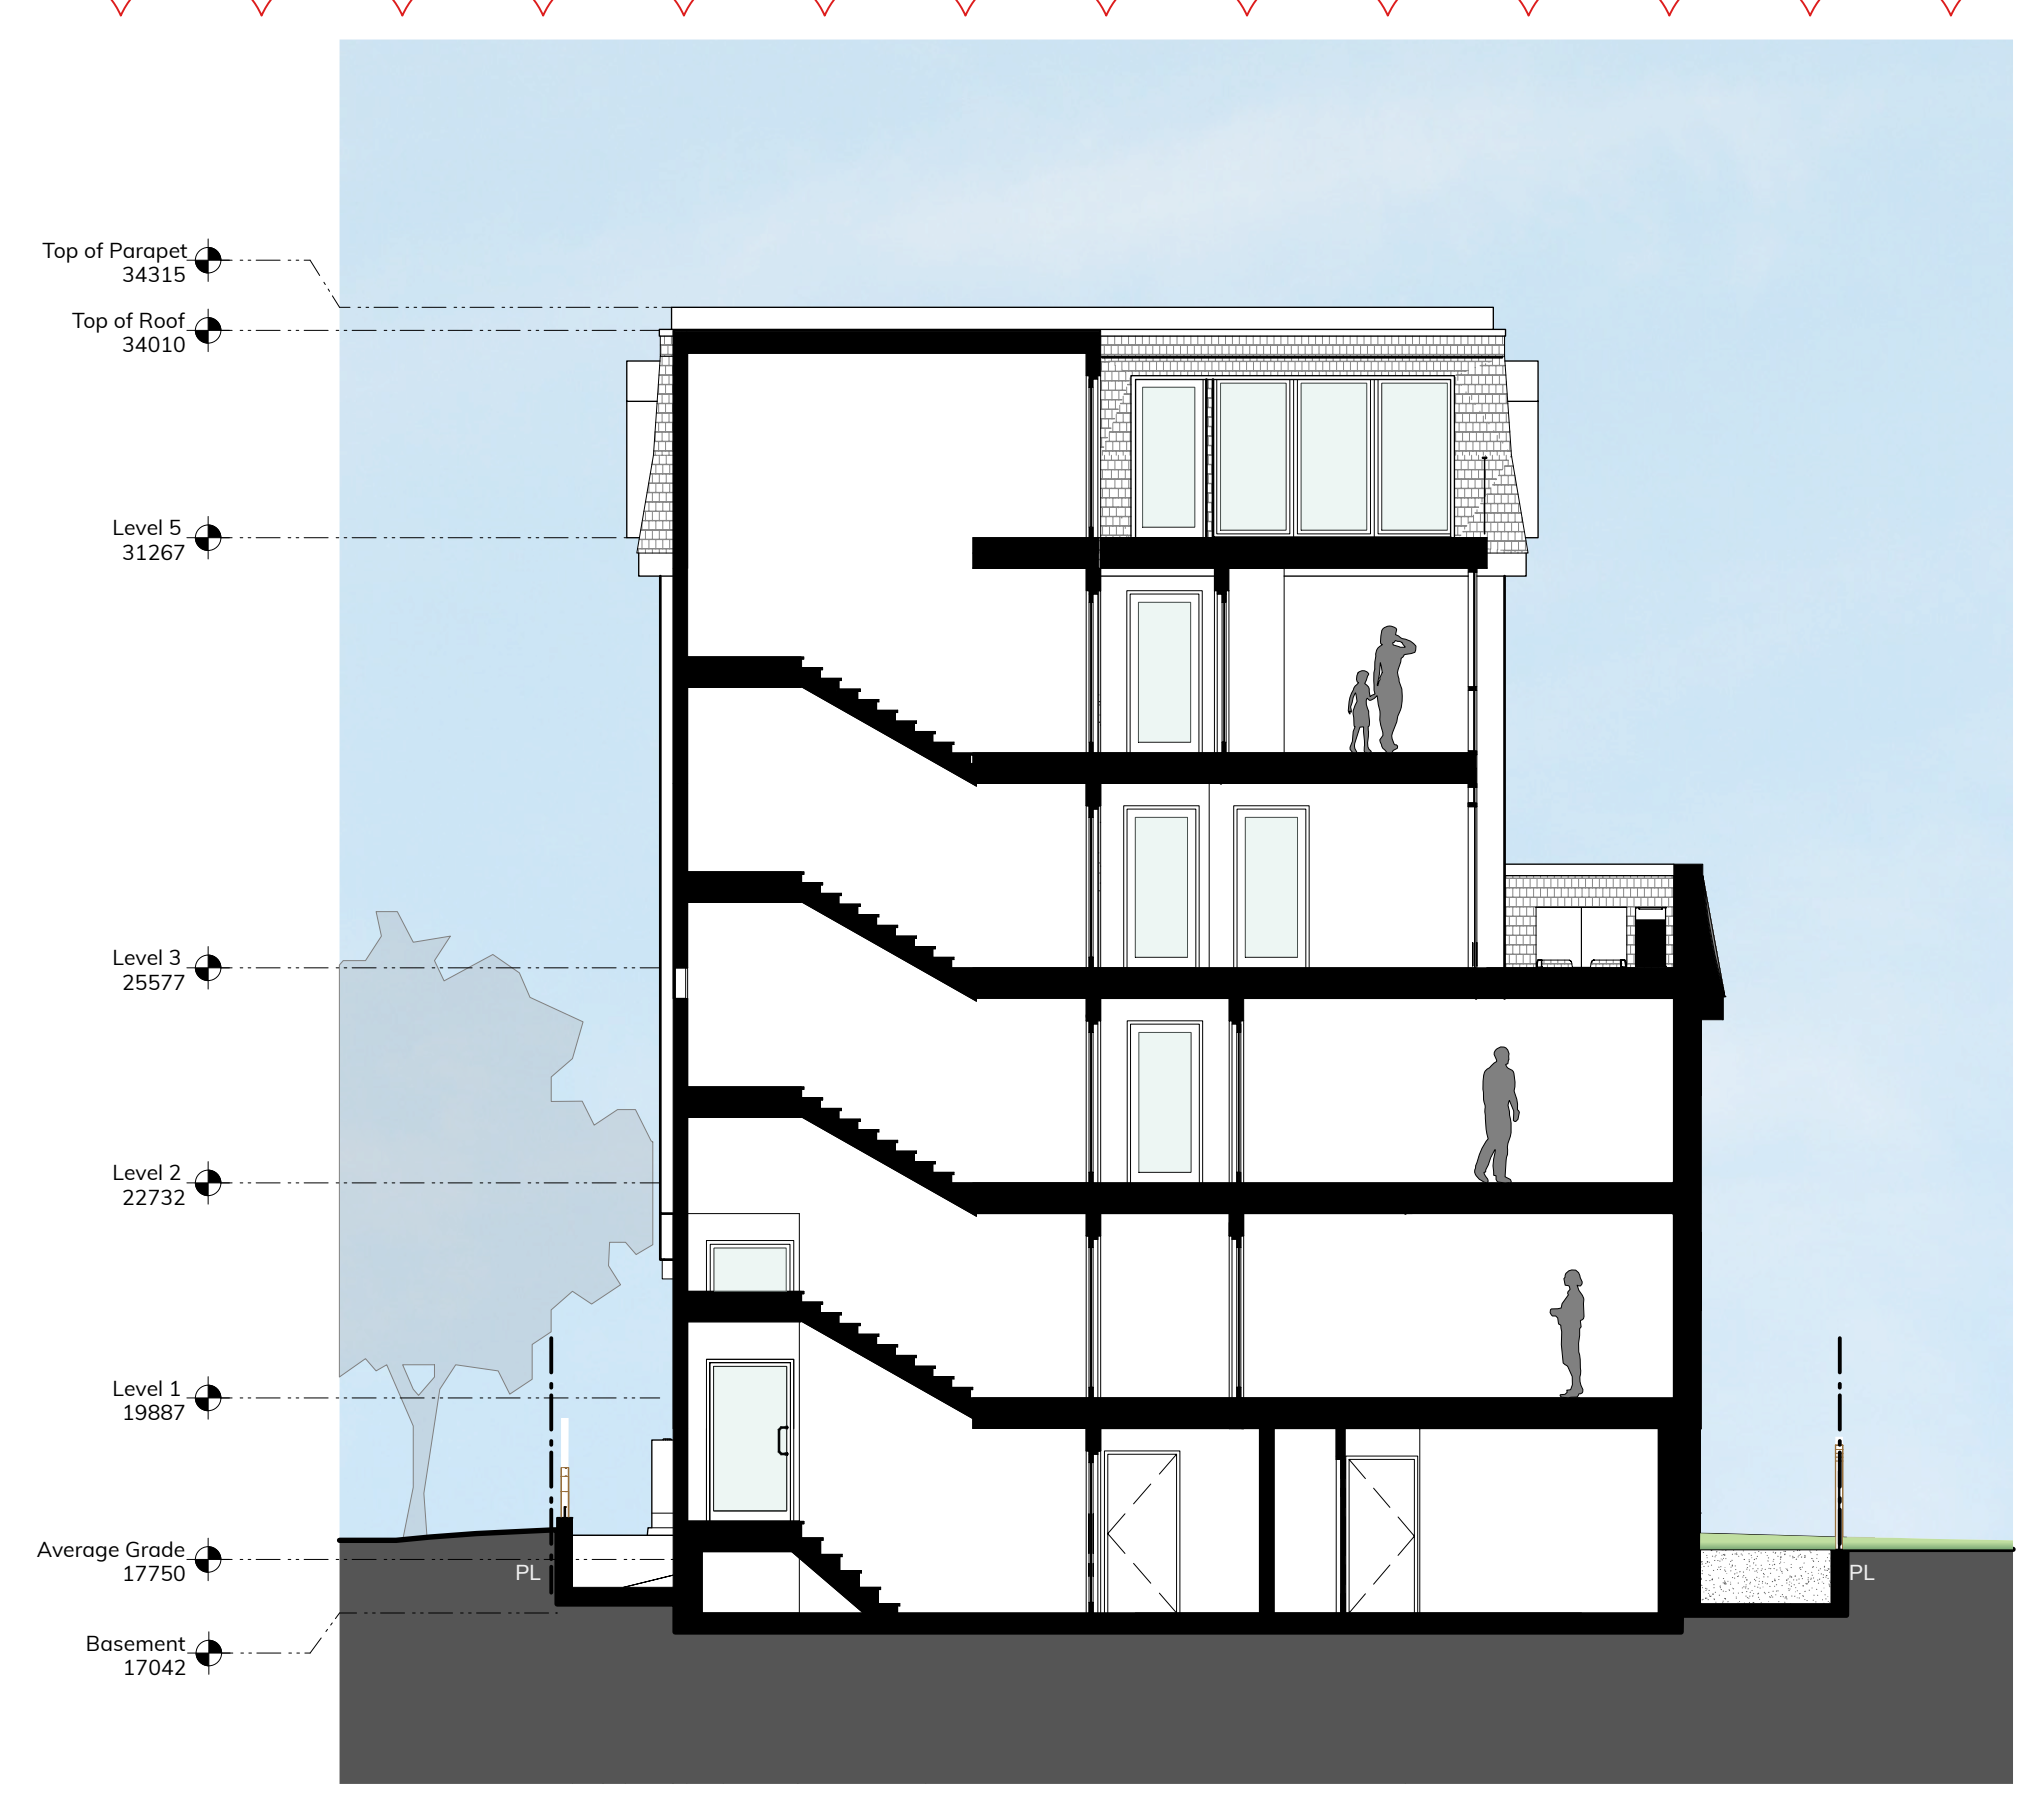 Top of Parapet
34315
Top of Roof
34010
Level 5
31267
Level 3
25577
Level 2
22732
Level 1
19887
Average Grade
17750
PL
PL
Basement
17042